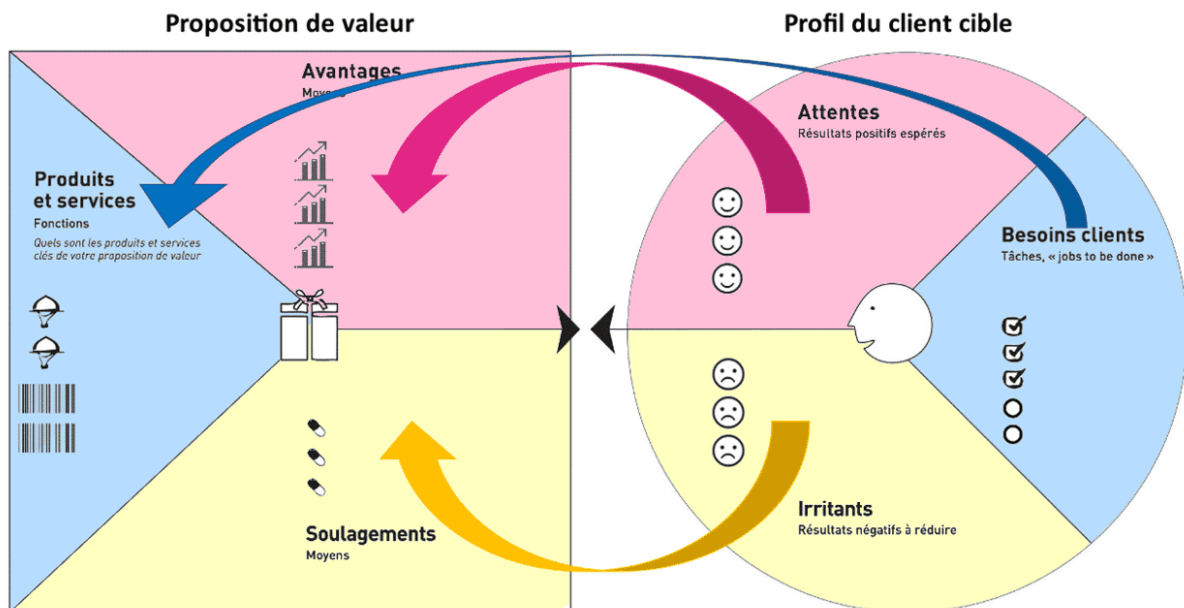 Proposition de valeur
Avantages
Moyens
Produits
et services
Fonctions
Quels sont les produits et services
clés de votre proposition de valeur
Soulagements
Moyens
Profil du client cible
Attentes
Résultats positifs espérés
Besoins clients
Tâches, « jobs to be done »
Irritants
Résultats négatifs à réduire